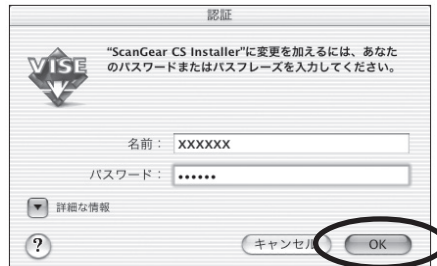 認証
VISE
“ScanGear CS Installer”に変更を加えるには、あなた
のパスワードまたはパスフレーズを入力してください。
名前： XXXXXX
パスワード： ••••••
詳細な情報
? キャンセル OK